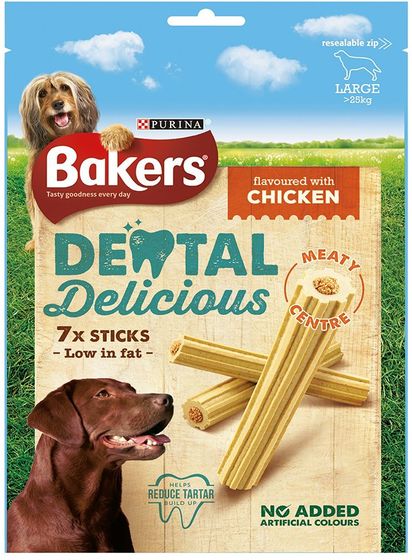 resealable zip >>
LARGE
>25kg
PURINA
Bakers®
Tasty goodness every day
flavoured with
CHICKEN
DENTAL
Delicious
7x STICKS
- Low in fat -
MEATY
CENTRE
HELPS
REDUCE TARTAR
BUILD UP
NO ADDED
ARTIFICIAL COLOURS